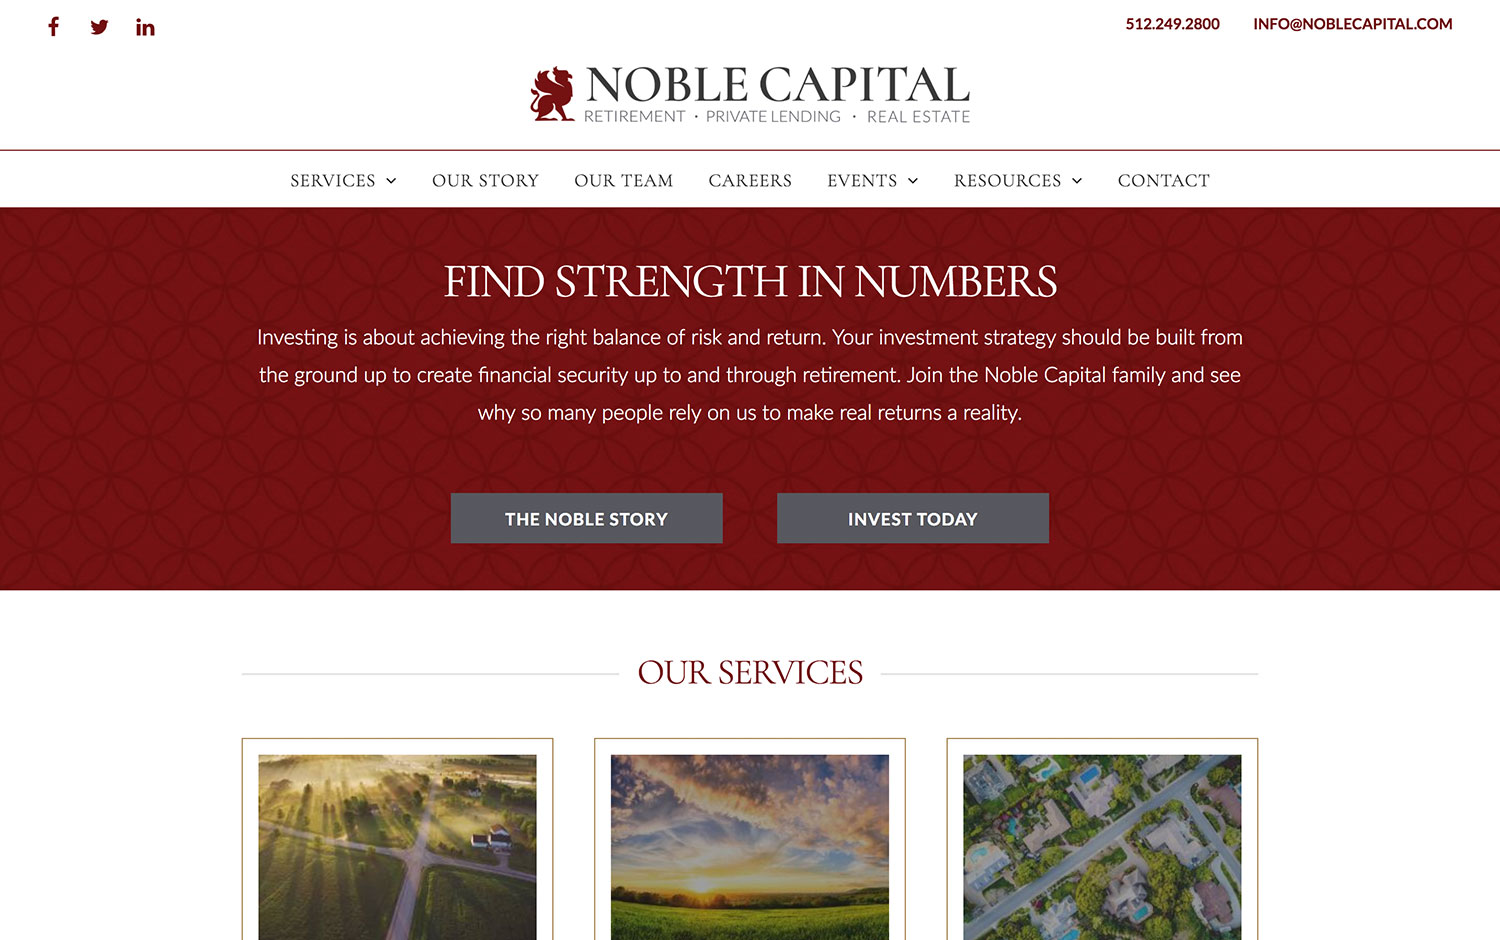 512.249.2800 INFO@NOBLECAPITAL.COM
NOBLE CAPITAL
RETIREMENT · PRIVATE LENDING · REAL ESTATE
SERVICES OUR STORY OUR TEAM CAREERS EVENTS RESOURCES CONTACT
FIND STRENGTH IN NUMBERS
Investing is about achieving the right balance of risk and return. Your investment strategy should be built from
the ground up to create financial security up to and through retirement. Join the Noble Capital family and see
why so many people rely on us to make real returns a reality.
THE NOBLE STORY INVEST TODAY
OUR SERVICES